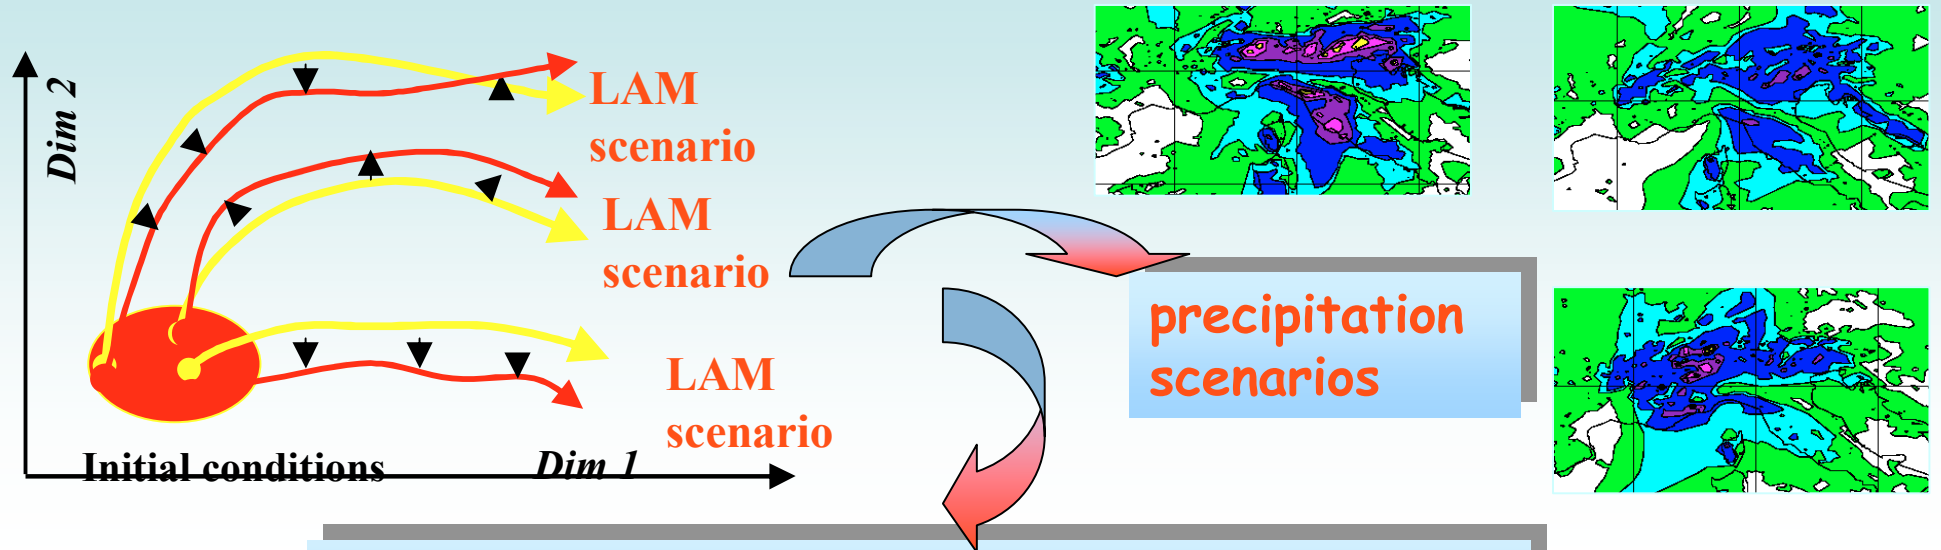 Dim 2
LAM
scenario
LAM
scenario
LAM
scenario
Initial conditions
Dim 1
precipitation
scenarios